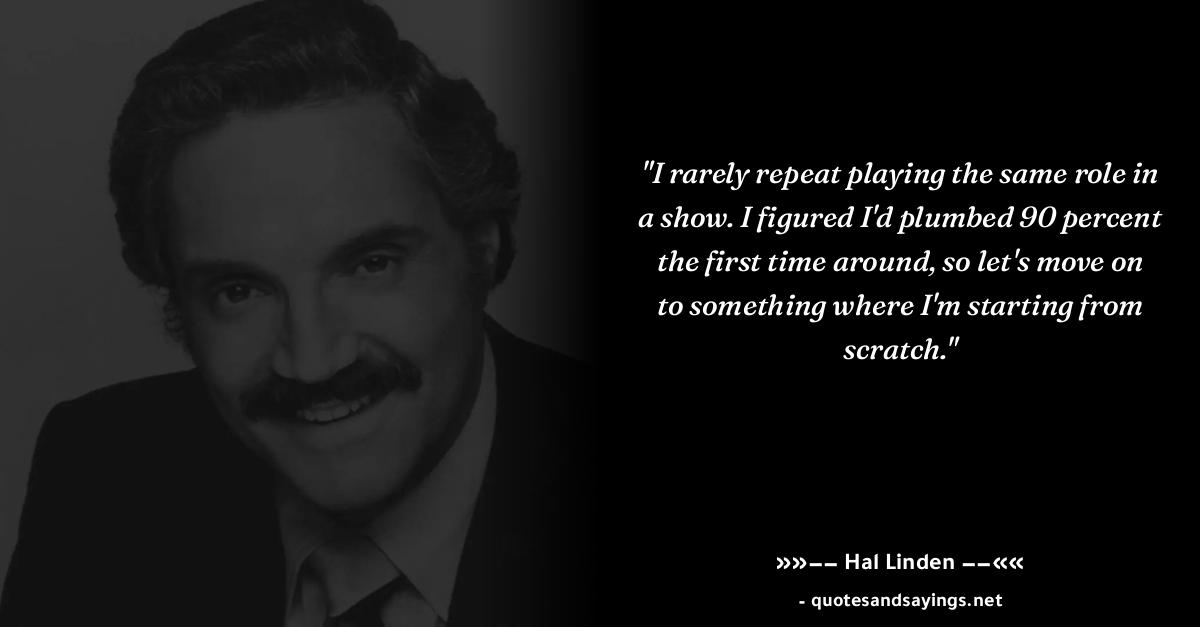 "I rarely repeat playing the same role in
a show. I figured I'd plumbed 90 percent
the first time around, so let's move on
to something where I'm starting from
scratch."
»»–– Hal Linden ––««
- quotesandsayings.net